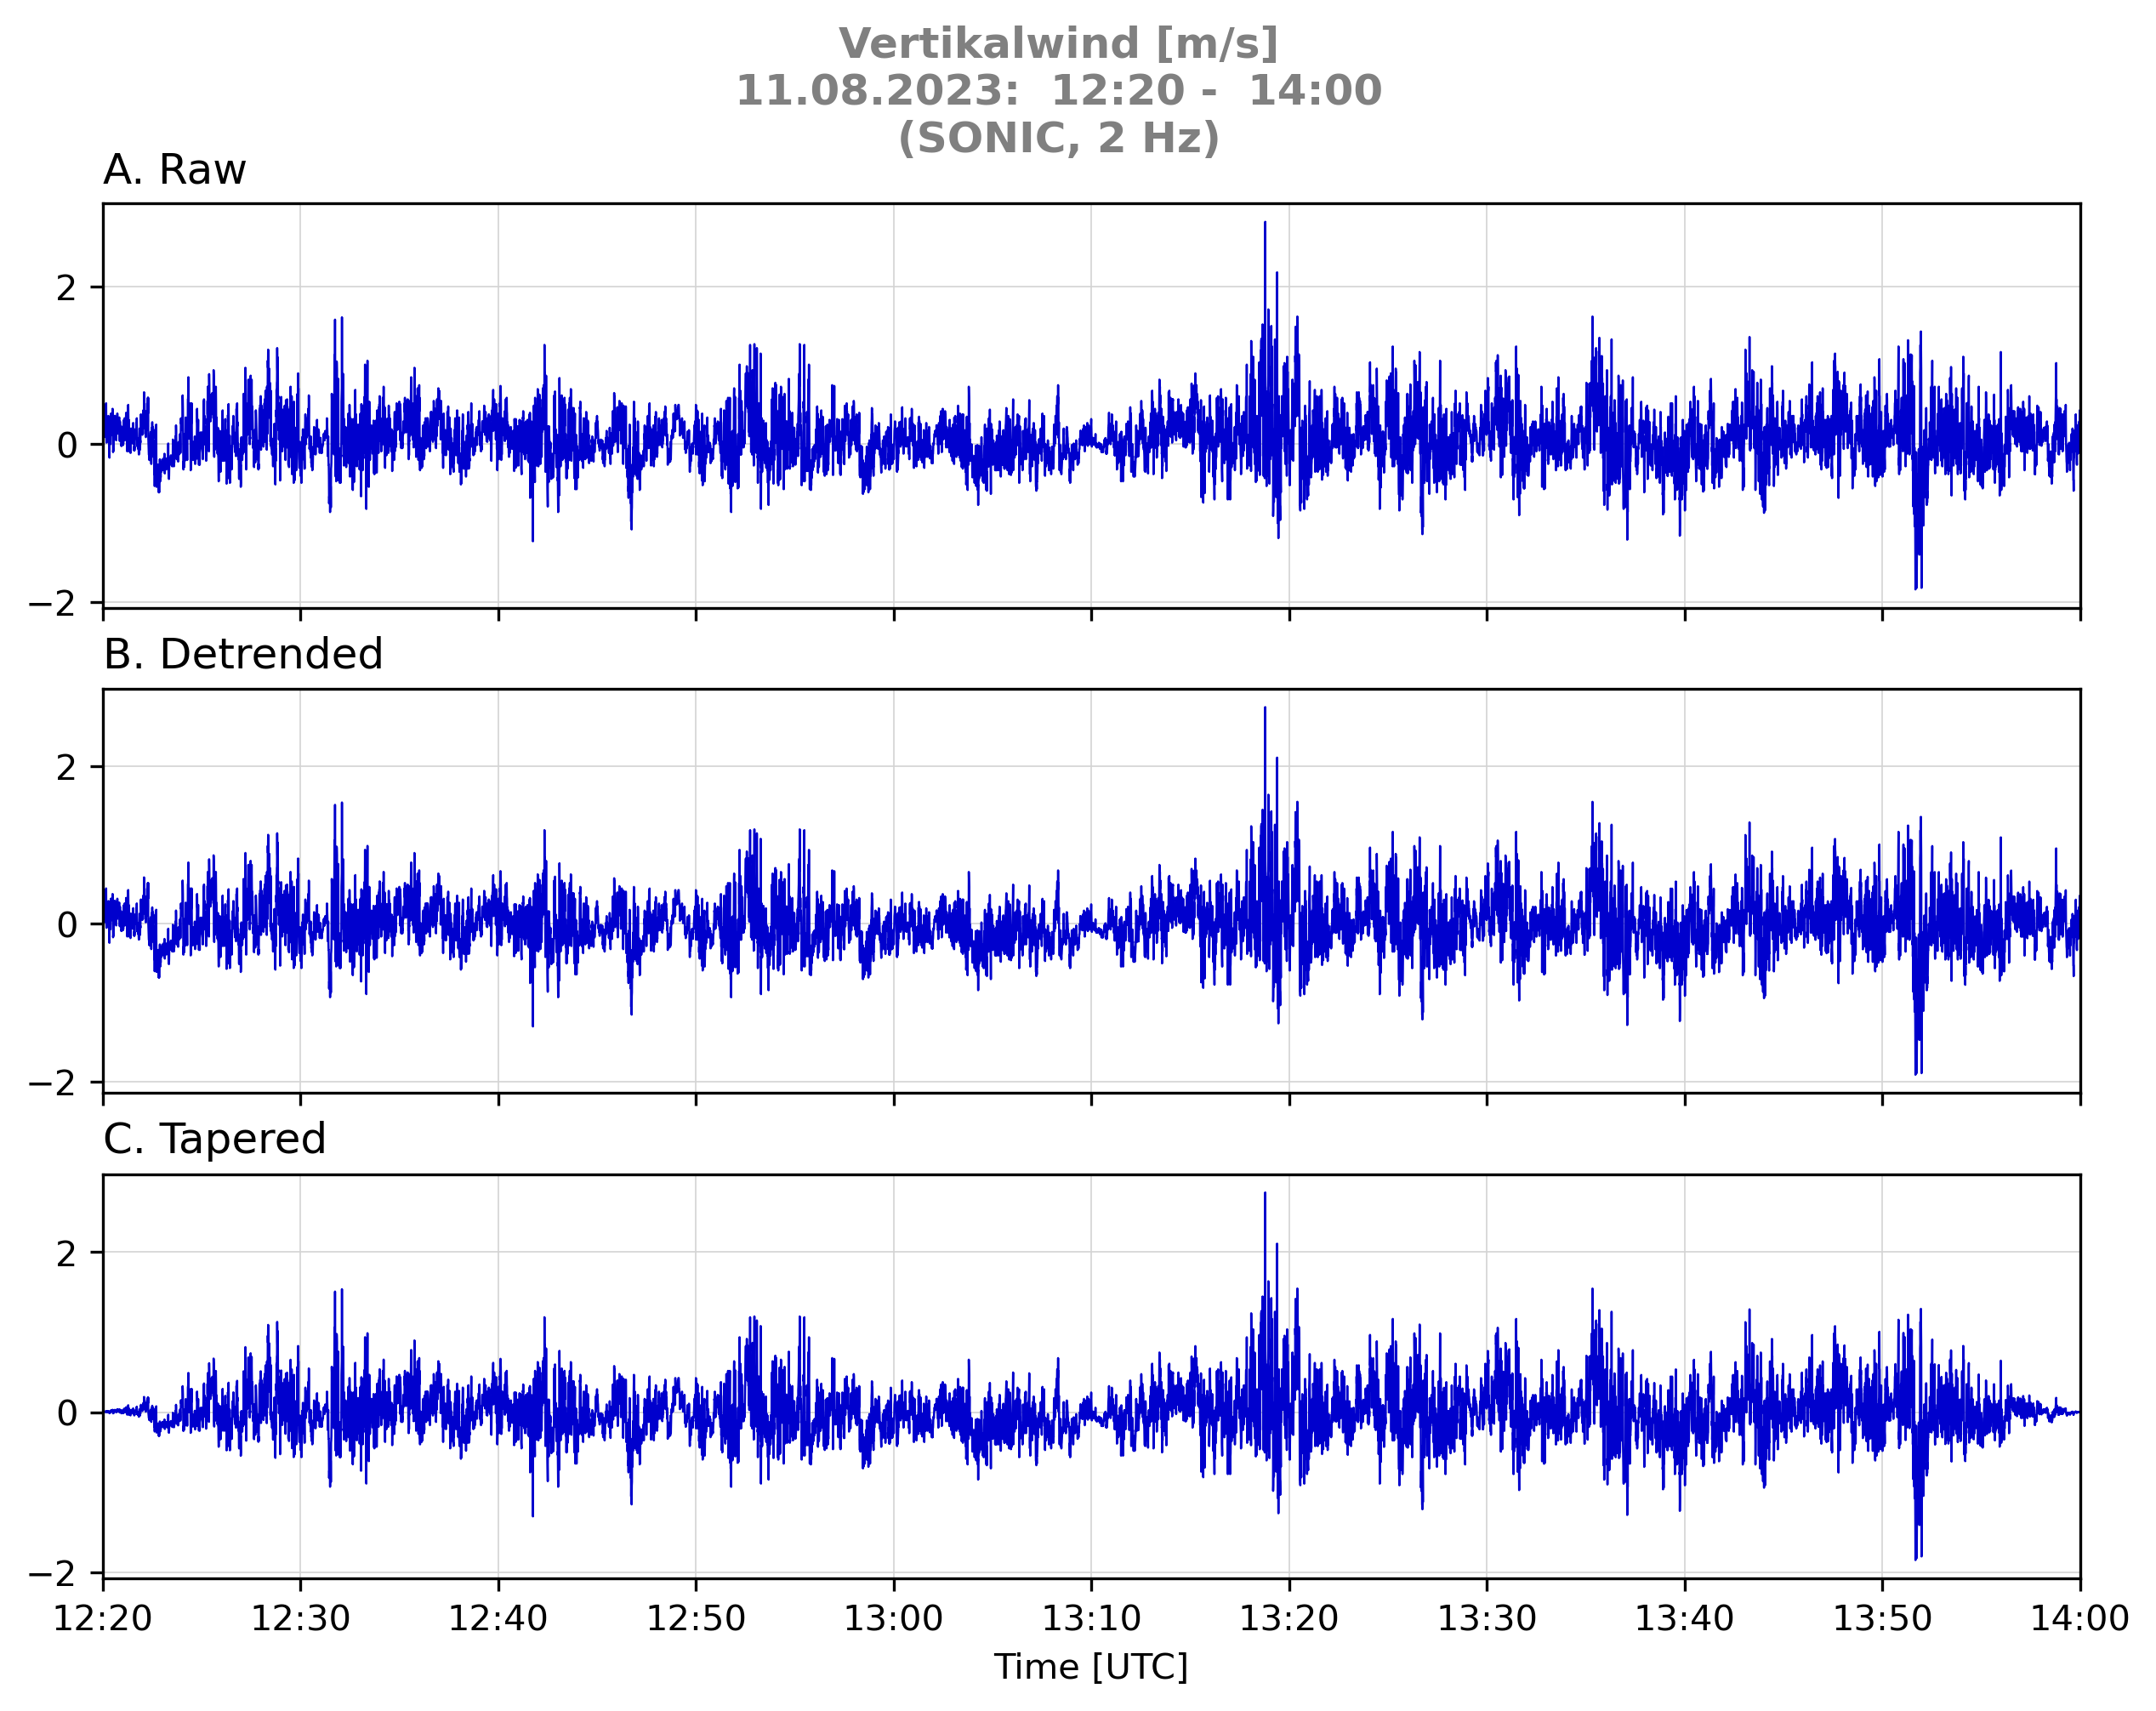 Vertikalwind [m/s]
11.08.2023:  12:20 -  14:00
(SONIC, 2 Hz)
A. Raw
2
0
−2
B. Detrended
2
0
−2
C. Tapered
2
0
−2
12:20 12:30 12:40 12:50 13:00 13:10 13:20 13:30 13:40 13:50 14:00
Time [UTC]